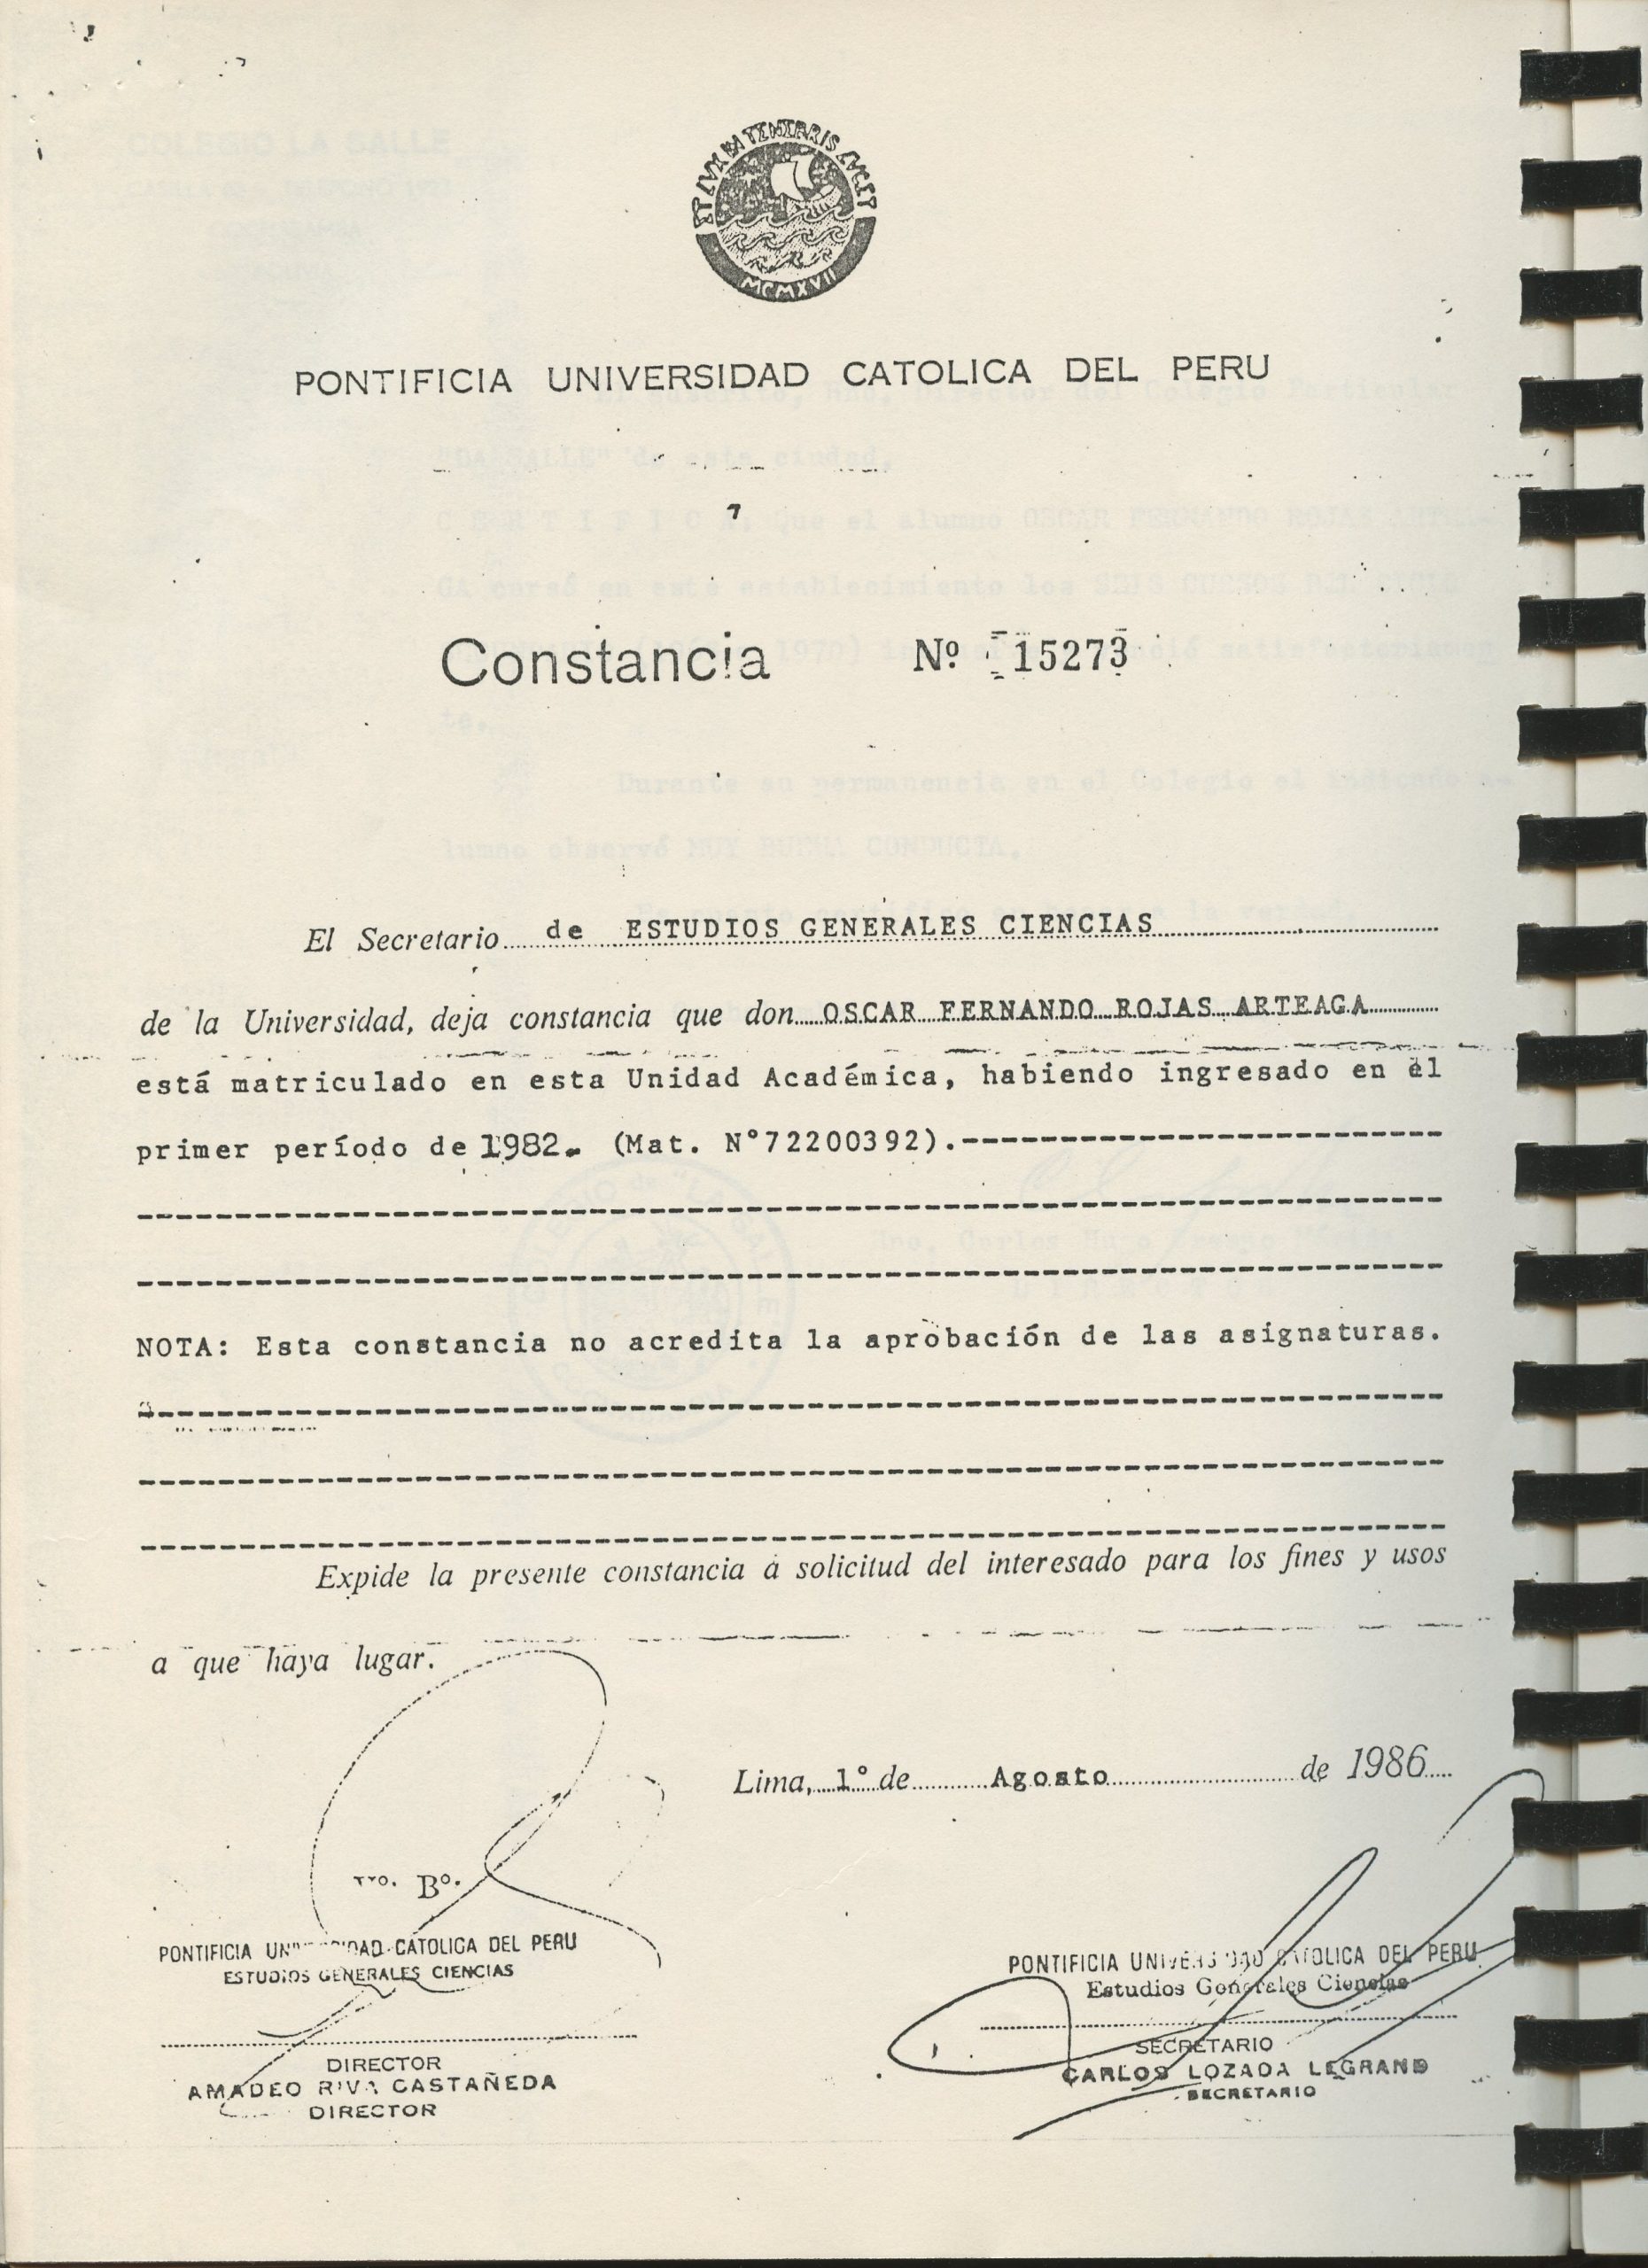 ET LVX IN TENEBRIS LVCET
MCMXVII
PONTIFICIA UNIVERSIDAD CATOLICA DEL PERU
Constancia Nº 15273
El Secretario de ESTUDIOS GENERALES CIENCIAS
de la Universidad, deja constancia que don OSCAR FERNANDO ROJAS ARTEAGA
está matriculado en esta Unidad Académica, habiendo ingresado en el
primer período de 1982. (Mat. N°72200392).-------------------------
NOTA: Esta constancia no acredita la aprobación de las asignaturas.
Expide la presente constancia a solicitud del interesado para los fines y usos
a que haya lugar.
Lima, 1° de Agosto de 1986
Vo. Bo.
PONTIFICIA UNIVERSIDAD CATOLICA DEL PERU
ESTUDIOS GENERALES CIENCIAS
DIRECTOR
AMADEO RIVA CASTAÑEDA
DIRECTOR
PONTIFICIA UNIVERSIDAD CATOLICA DEL PERU
Estudios Generales Ciencias
SECRETARIO
CARLOS LOZADA LEGRAND
SECRETARIO